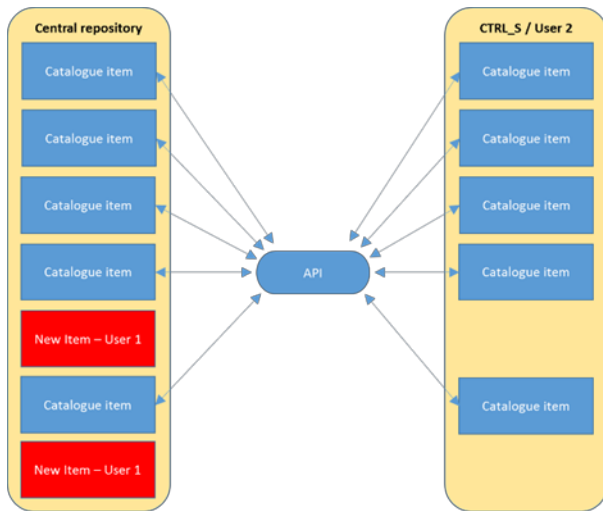 Central repository
Catalogue item
Catalogue item
Catalogue item
Catalogue item
New Item – User 1
Catalogue item
New Item – User 1
API
CTRL_S / User 2
Catalogue item
Catalogue item
Catalogue item
Catalogue item
Catalogue item